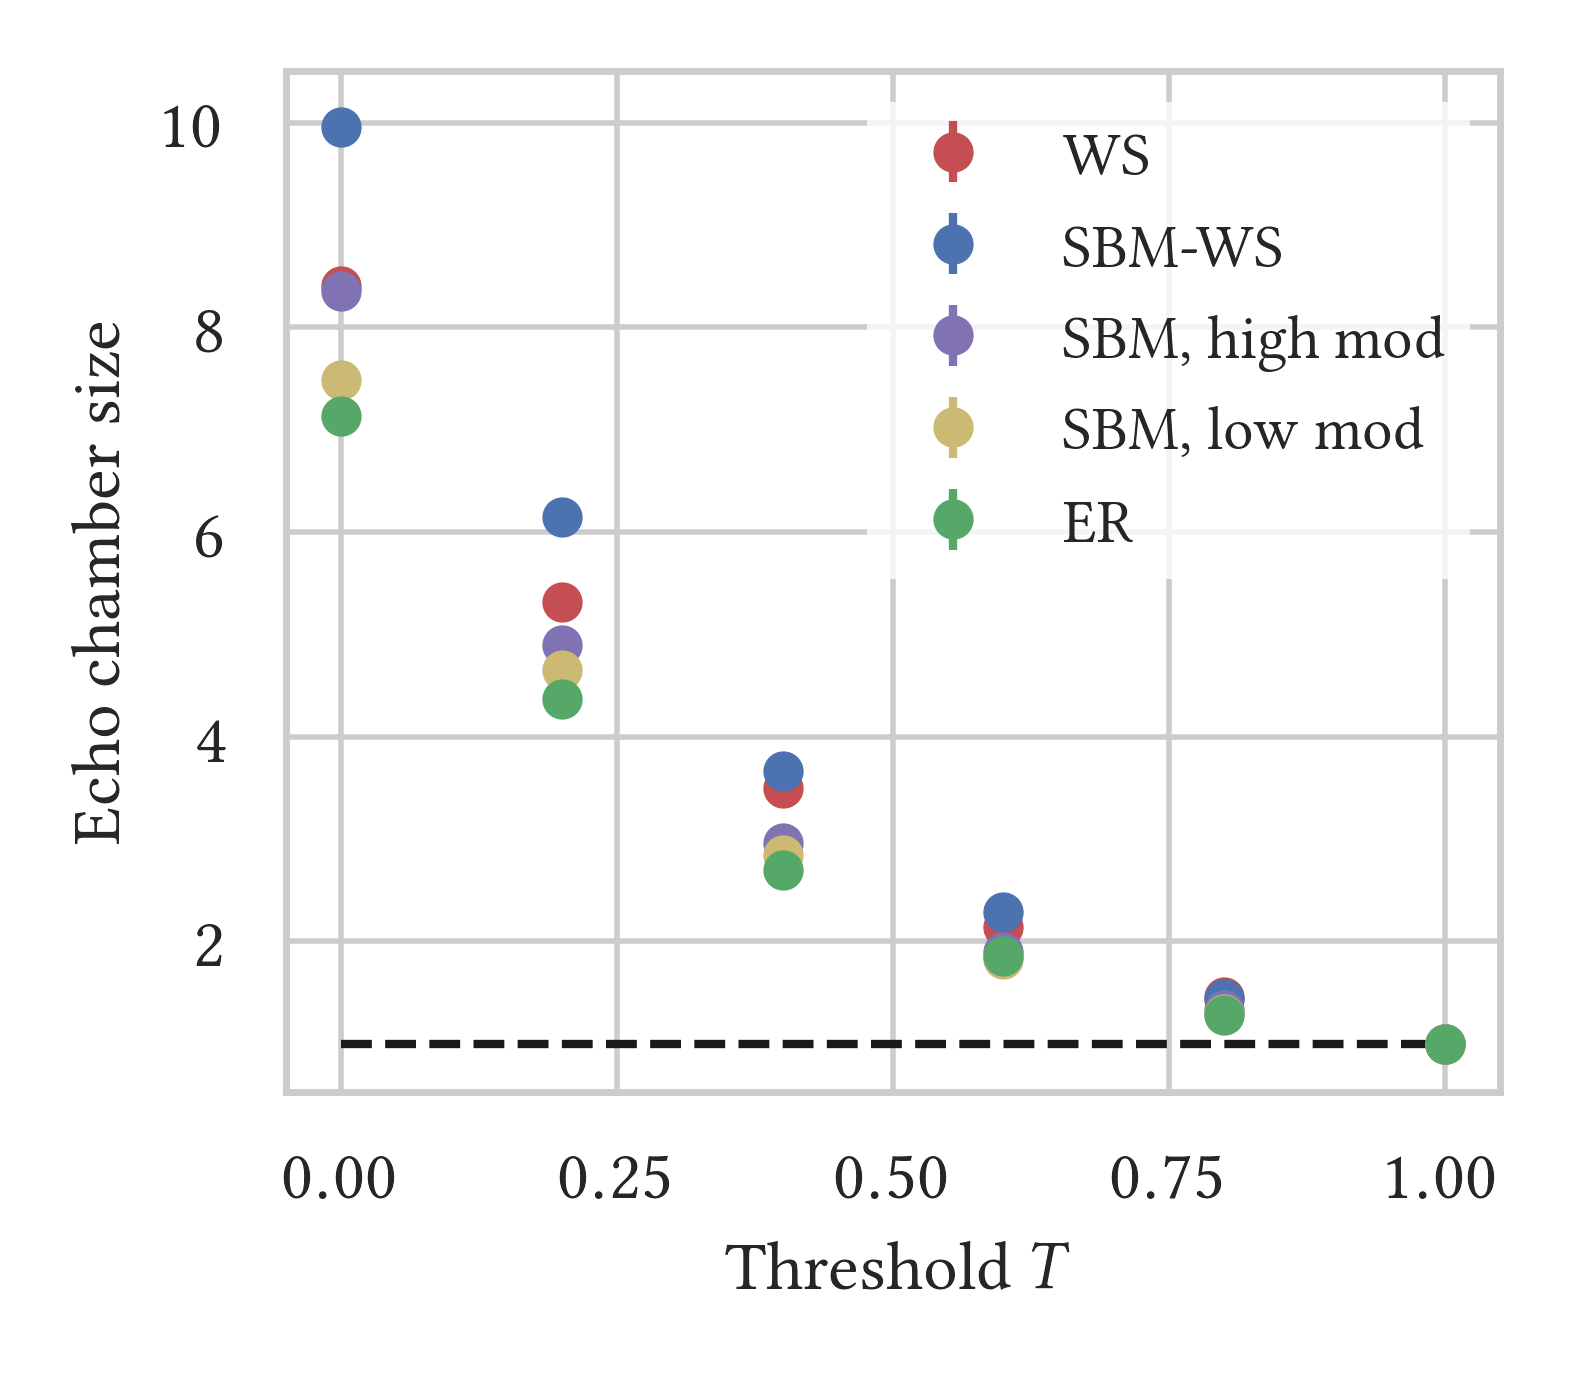 10
8
6
4
2
Echo chamber size
WS
SBM-WS
SBM, high mod
SBM, low mod
ER
0.00 0.25 0.50 0.75 1.00
Threshold T